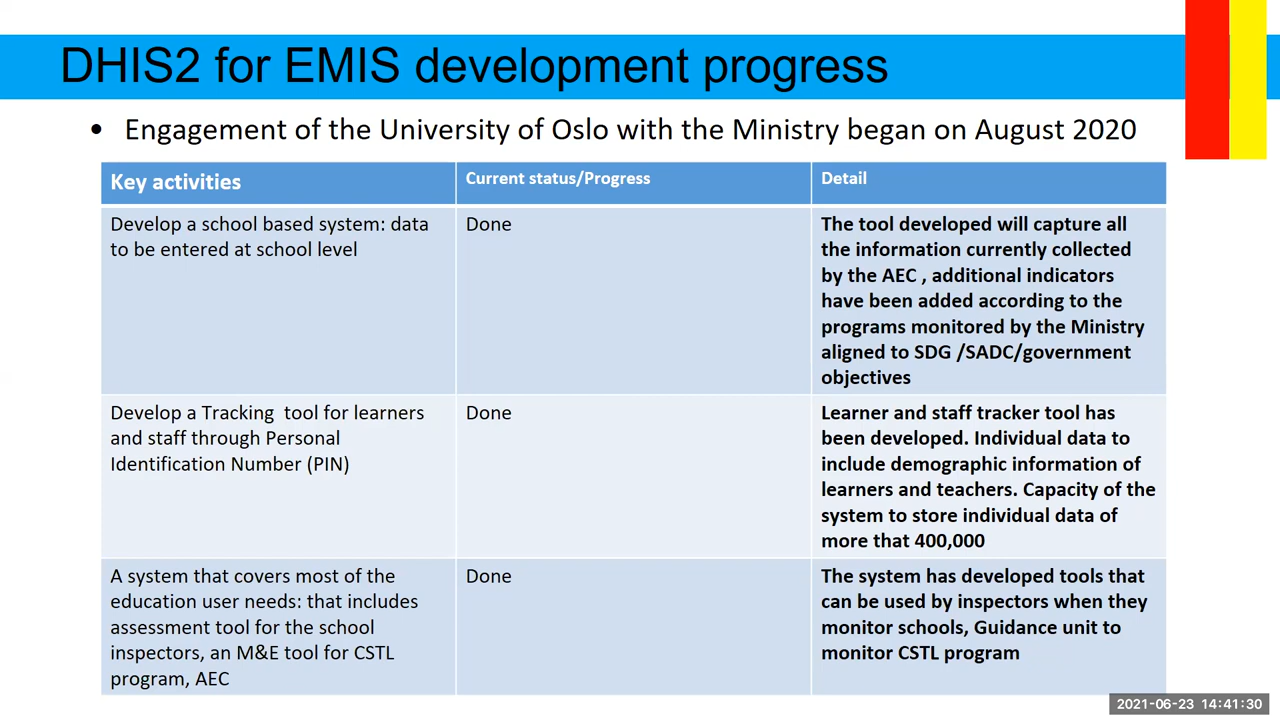 DHIS2 for EMIS development progress
• Engagement of the University of Oslo with the Ministry began on August 2020
Key activities
Current status/Progress
Detail
Develop a school based system: data
to be entered at school level
Done
The tool developed will capture all
the information currently collected
by the AEC , additional indicators
have been added according to the
programs monitored by the Ministry
aligned to SDG /SADC/government
objectives
Develop a Tracking tool for learners
and staff through Personal
Identification Number (PIN)
Done
Learner and staff tracker tool has
been developed. Individual data to
include demographic information of
learners and teachers. Capacity of the
system to store individual data of
more that 400,000
A system that covers most of the
education user needs: that includes
assessment tool for the school
inspectors, an M&E tool for CSTL
program, AEC
Done
The system has developed tools that
can be used by inspectors when they
monitor schools, Guidance unit to
monitor CSTL program
2021-06-23 14:41:30